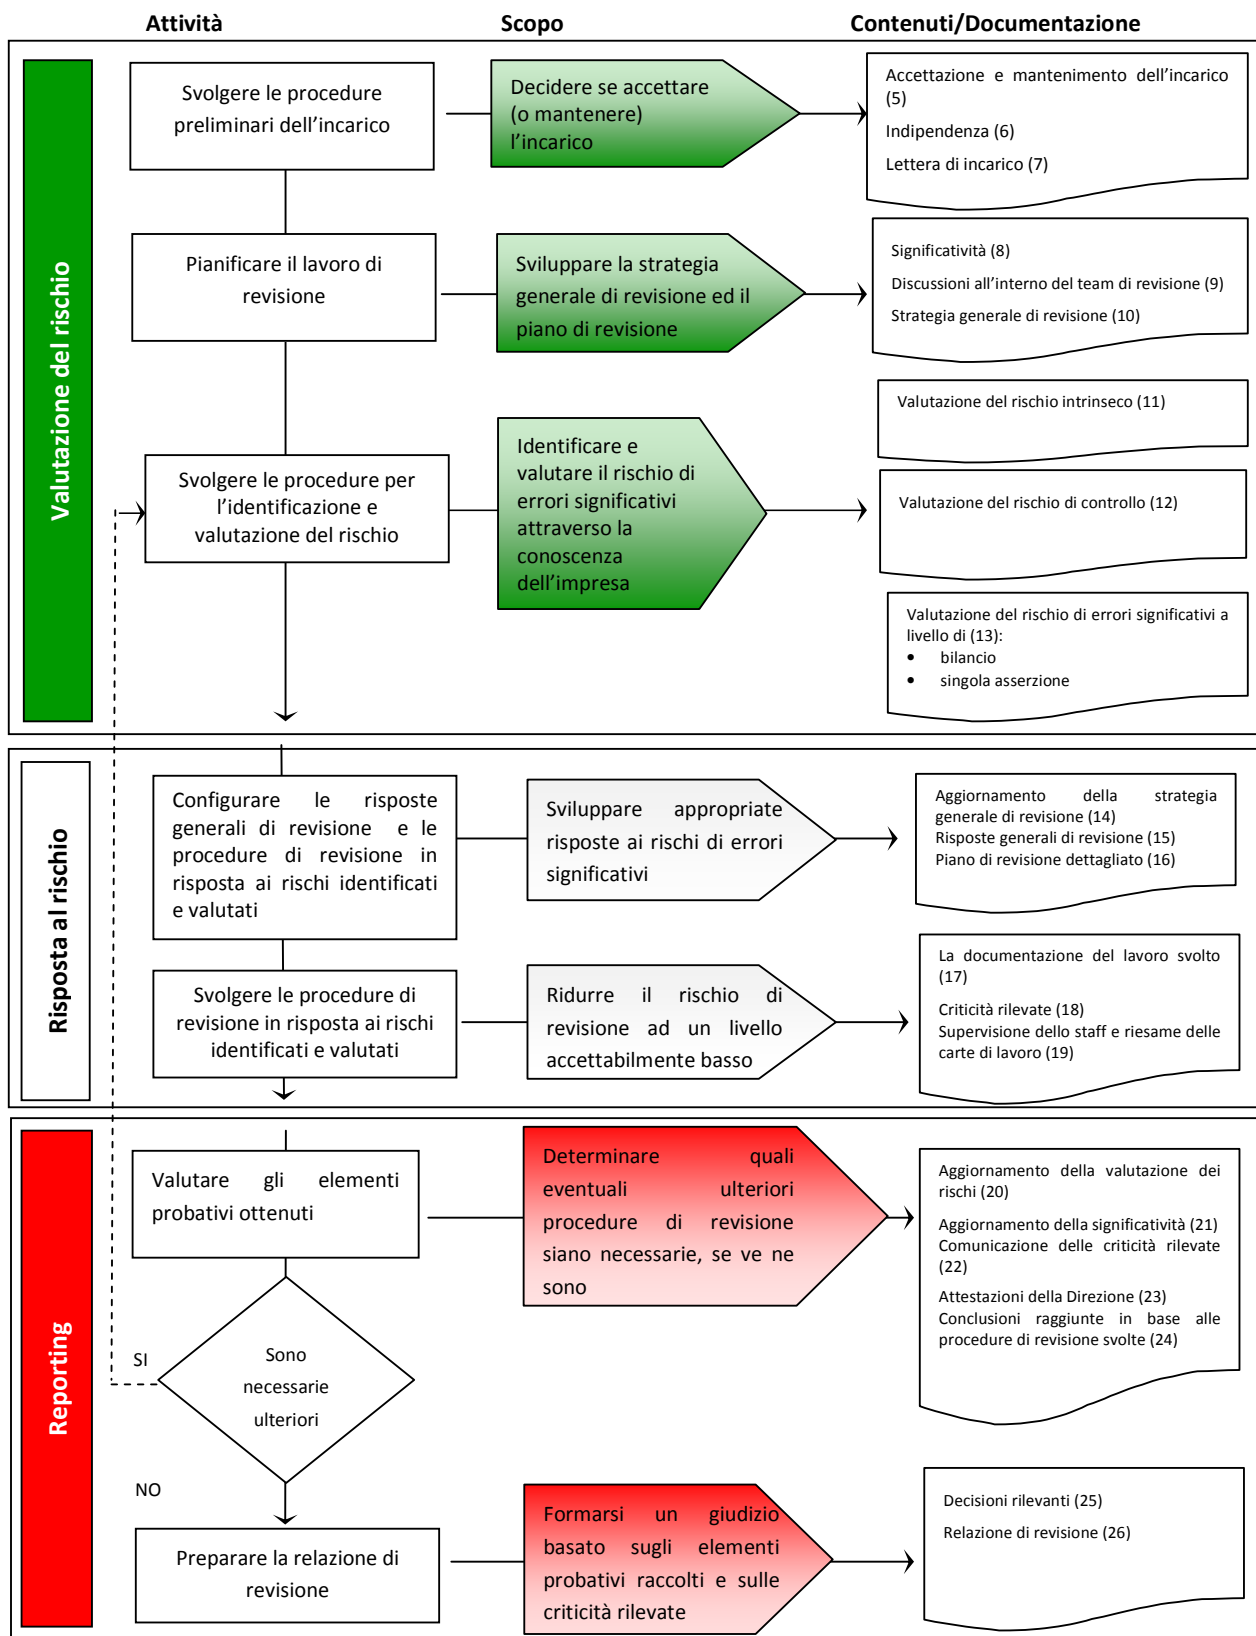 Attività
Scopo
Contenuti/Documentazione
Valutazione del rischio
Svolgere le procedure
preliminari dell'incarico
Decidere se accettare
(o mantenere)
l'incarico
Accettazione e mantenimento dell'incarico
(5)
Indipendenza (6)
Lettera di incarico (7)
Pianificare il lavoro di
revisione
Sviluppare la strategia
generale di revisione ed il
piano di revisione
Significatività (8)
Discussioni all'interno del team di revisione (9)
Strategia generale di revisione (10)
Svolgere le procedure per
l'identificazione e
valutazione del rischio
Identificare e
valutare il rischio di
errori significativi
attraverso la
conoscenza
dell'impresa
Valutazione del rischio intrinseco (11)
Valutazione del rischio di controllo (12)
Valutazione del rischio di errori significativi a
livello di (13):
• bilancio
• singola asserzione
Risposta al rischio
Configurare le risposte
generali di revisione e le
procedure di revisione in
risposta ai rischi identificati
e valutati
Sviluppare appropriate
risposte ai rischi di errori
significativi
Aggiornamento della strategia
generale di revisione (14)
Risposte generali di revisione (15)
Piano di revisione dettagliato (16)
Svolgere le procedure di
revisione in risposta ai rischi
identificati e valutati
Ridurre il rischio di
revisione ad un livello
accettabilmente basso
La documentazione del lavoro svolto
(17)
Criticità rilevate (18)
Supervisione dello staff e riesame delle
carte di lavoro (19)
Reporting
Valutare gli elementi
probativi ottenuti
Determinare quali
eventuali ulteriori
procedure di revisione
siano necessarie, se ve ne
sono
Aggiornamento della valutazione dei
rischi (20)
Aggiornamento della significatività (21)
Comunicazione delle criticità rilevate
(22)
Attestazioni della Direzione (23)
Conclusioni raggiunte in base alle
procedure di revisione svolte (24)
SI
Sono
necessarie
ulteriori
NO
Preparare la relazione di
revisione
Formarsi un giudizio
basato sugli elementi
probativi raccolti e sulle
criticità rilevate
Decisioni rilevanti (25)
Relazione di revisione (26)